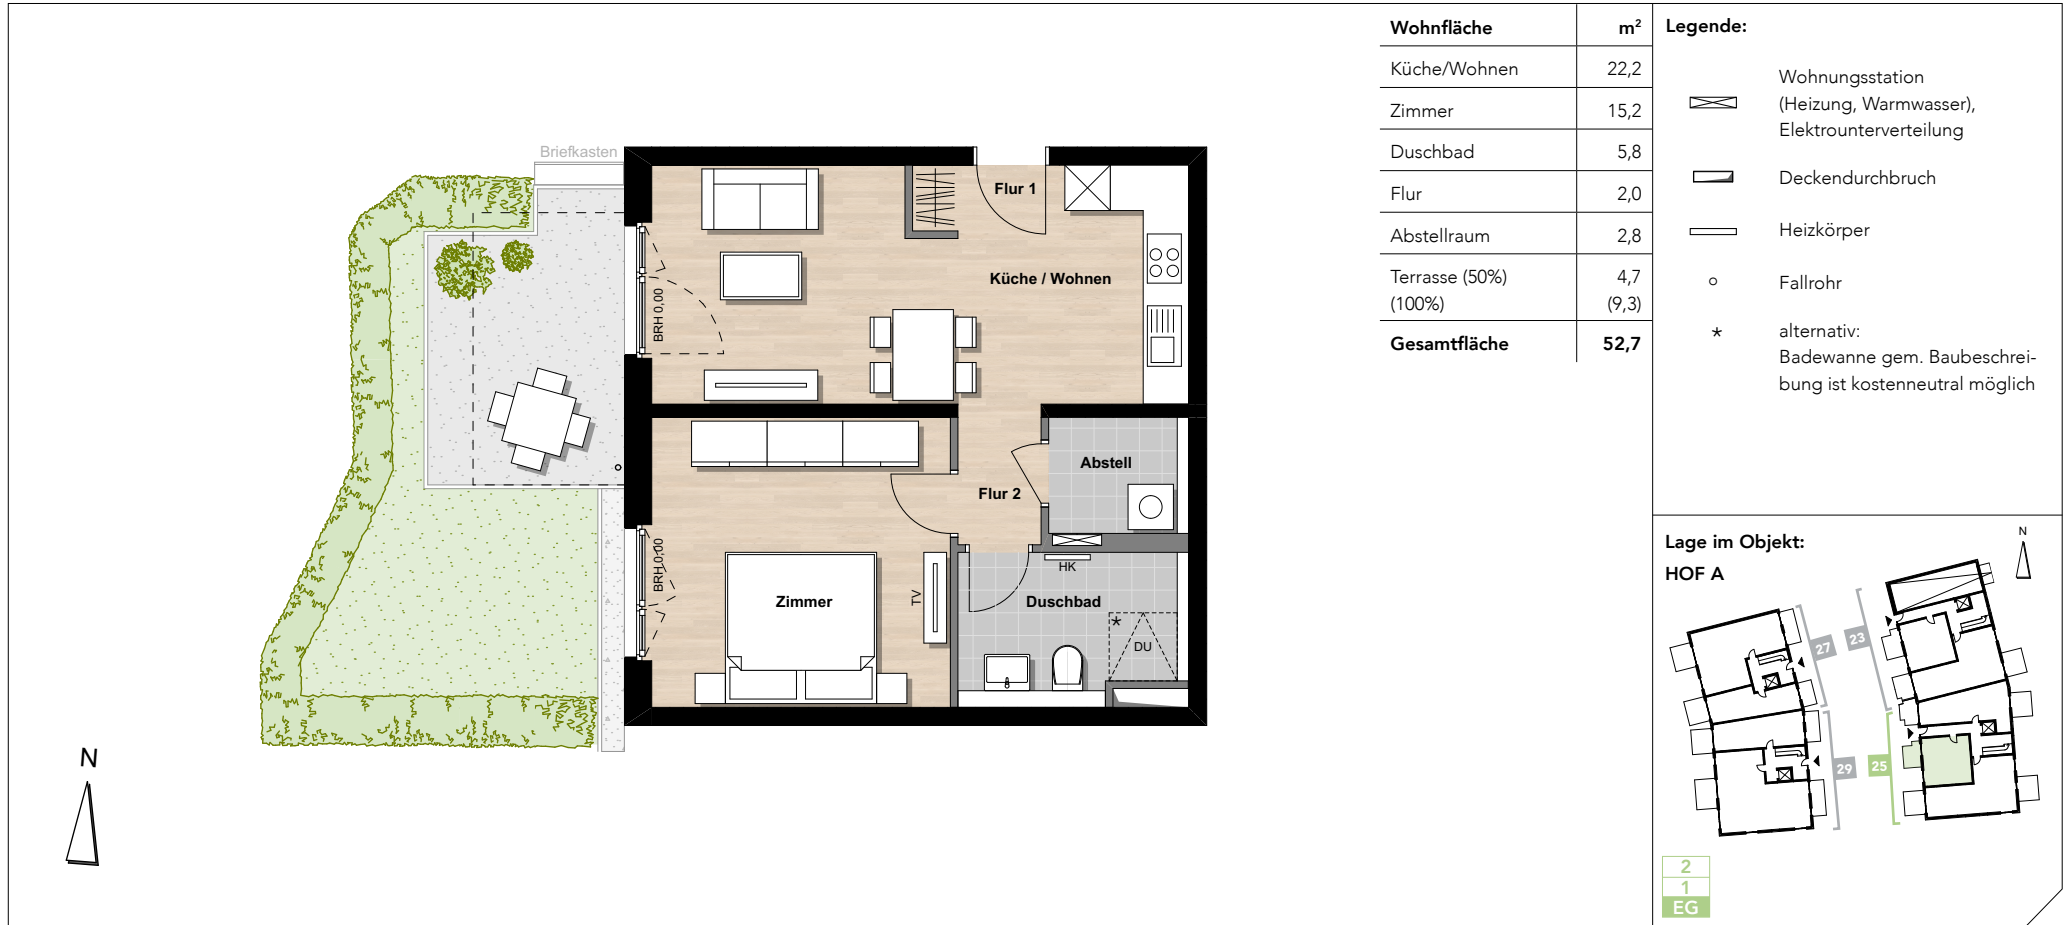 Briefkasten
Flur 1
Küche / Wohnen
BRH 0,00
Abstell
Flur 2
BRH 0,00
HK
Zimmer
TV
Duschbad
*
DU
N
Wohnfläche m²
Küche/Wohnen 22,2
Zimmer 15,2
Duschbad 5,8
Flur 2,0
Abstellraum 2,8
Terrasse (50%) 4,7
(100%) (9,3)
Gesamtfläche 52,7
Legende:
Wohnungsstation
(Heizung, Warmwasser),
Elektrounterverteilung
Deckendurchbruch
Heizkörper
Fallrohr
* alternativ:
Badewanne gem. Baubeschrei-
bung ist kostenneutral möglich
Lage im Objekt:
HOF A
N
27
23
29
25
2
1
EG